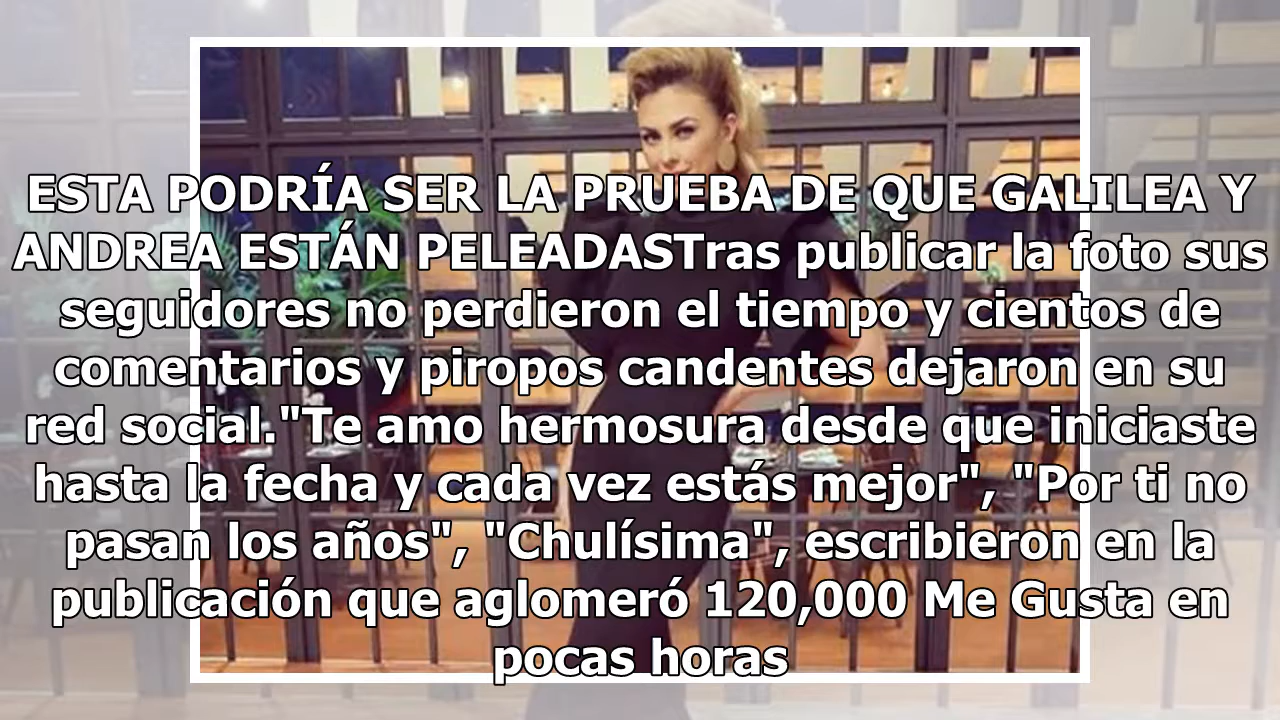 ESTA PODRÍA SER LA PRUEBA DE QUE GALILEA Y
ANDREA ESTÁN PELEADASTras publicar la foto sus
seguidores no perdieron el tiempo y cientos de
comentarios y piropos candentes dejaron en su
red social."Te amo hermosura desde que iniciaste
hasta la fecha y cada vez estás mejor", "Por ti no
pasan los años", "Chulísima", escribieron en la
publicación que aglomeró 120,000 Me Gusta en
pocas horas